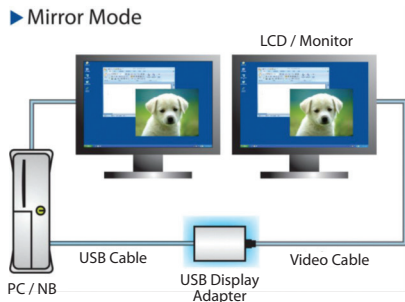 Mirror Mode
LCD / Monitor
USB Cable
Video Cable
PC / NB
USB Display
Adapter